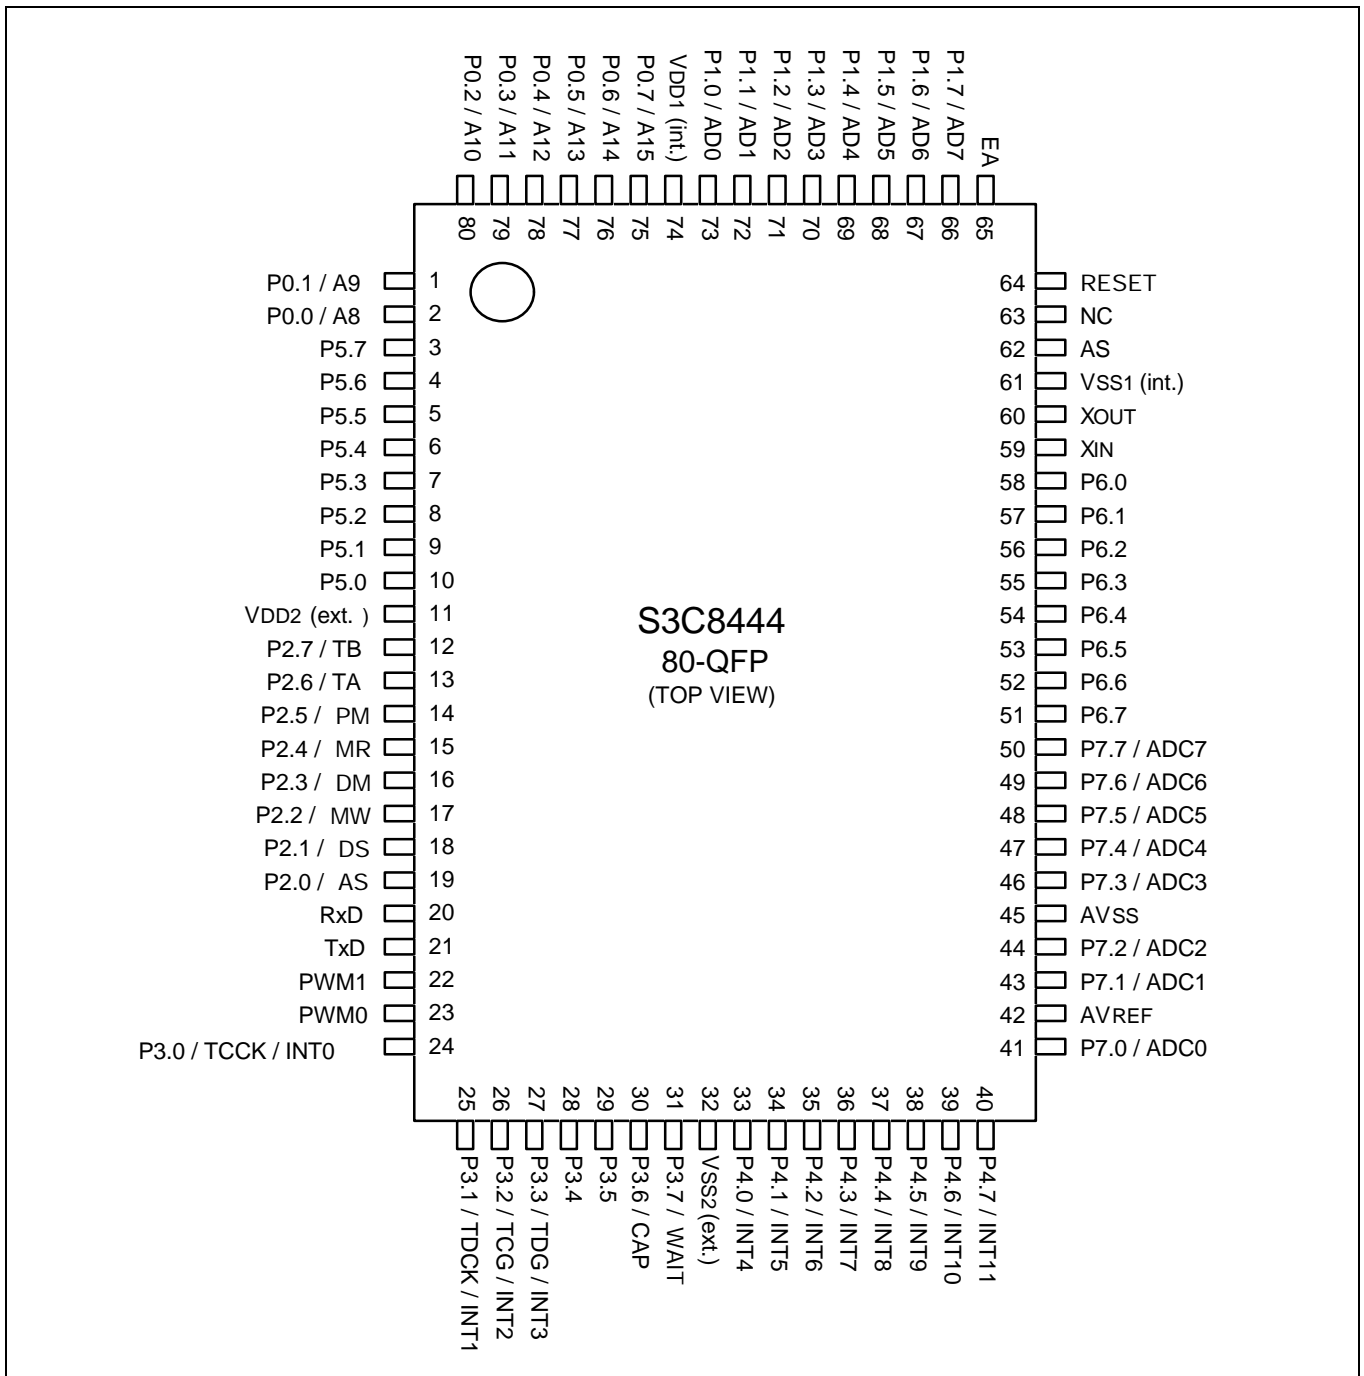 P0.2 / A10
P0.3 / A11
P0.4 / A12
P0.5 / A13
P0.6 / A14
P0.7 / A15
VDD1 (int.)
P1.0 / AD0
P1.1 / AD1
P1.2 / AD2
P1.3 / AD3
P1.4 / AD4
P1.5 / AD5
P1.6 / AD6
P1.7 / AD7
EA
80
79
78
77
76
75
74
73
72
71
70
69
68
67
66
65
P0.1 / A9 1
P0.0 / A8 2
P5.7 3
P5.6 4
P5.5 5
P5.4 6
P5.3 7
P5.2 8
P5.1 9
P5.0 10
VDD2 (ext. ) 11
P2.7 / TB 12
P2.6 / TA 13
P2.5 / PM 14
P2.4 / MR 15
P2.3 / DM 16
P2.2 / MW 17
P2.1 / DS 18
P2.0 / AS 19
RxD 20
TxD 21
PWM1 22
PWM0 23
P3.0 / TCCK / INT0 24
S3C8444
80-QFP
(TOP VIEW)
64 RESET
63 NC
62 AS
61 VSS1 (int.)
60 XOUT
59 XIN
58 P6.0
57 P6.1
56 P6.2
55 P6.3
54 P6.4
53 P6.5
52 P6.6
51 P6.7
50 P7.7 / ADC7
49 P7.6 / ADC6
48 P7.5 / ADC5
47 P7.4 / ADC4
46 P7.3 / ADC3
45 AVSS
44 P7.2 / ADC2
43 P7.1 / ADC1
42 AVREF
41 P7.0 / ADC0
25
26
27
28
29
30
31
32
33
34
35
36
37
38
39
40
P3.1 / TDCK / INT1
P3.2 / TCG / INT2
P3.3 / TDG / INT3
P3.4
P3.5
P3.6 / CAP
P3.7 / WAIT
VSS2 (ext.)
P4.0 / INT4
P4.1 / INT5
P4.2 / INT6
P4.3 / INT7
P4.4 / INT8
P4.5 / INT9
P4.6 / INT10
P4.7 / INT11